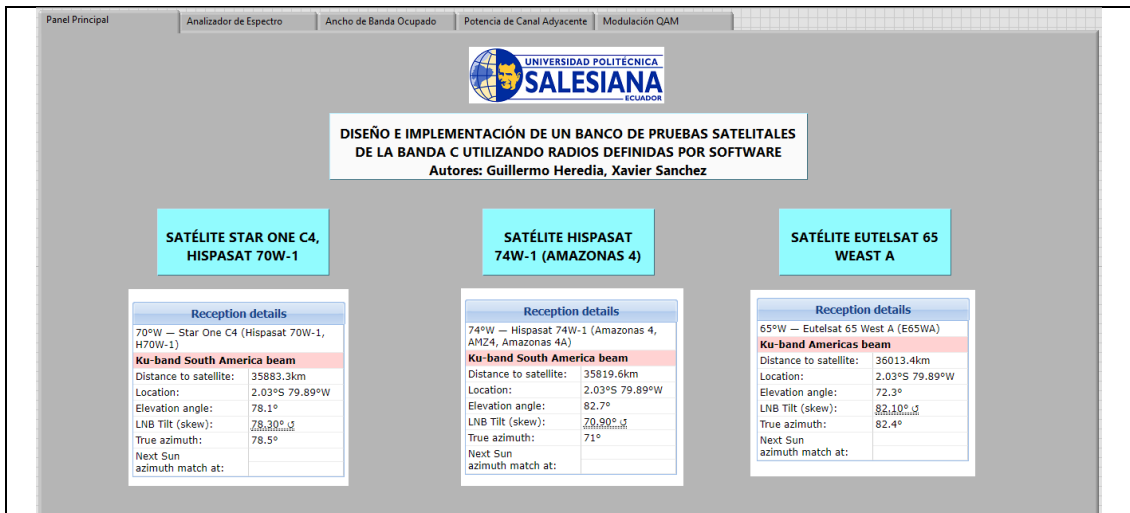 Panel Principal
Analizador de Espectro
Ancho de Banda Ocupado
Potencia de Canal Adyacente
Modulación QAM
UNIVERSIDAD POLITÉCNICA
SALESIANA
ECUADOR
DISEÑO E IMPLEMENTACIÓN DE UN BANCO DE PRUEBAS SATELITALES
DE LA BANDA C UTILIZANDO RADIOS DEFINIDAS POR SOFTWARE
Autores: Guillermo Heredia, Xavier Sanchez
SATÉLITE STAR ONE C4,
HISPASAT 70W-1
Reception details
70°W — Star One C4 (Hispasat 70W-1,
H70W-1)
Ku-band South America beam
Distance to satellite: 35883.3km
Location: 2.03°S 79.89°W
Elevation angle: 78.1°
LNB Tilt (skew): 78.30° ↺
True azimuth: 78.5°
Next Sun
azimuth match at:
SATÉLITE HISPASAT
74W-1 (AMAZONAS 4)
Reception details
74°W — Hispasat 74W-1 (Amazonas 4,
AMZ4, Amazonas 4A)
Ku-band South America beam
Distance to satellite: 35819.6km
Location: 2.03°S 79.89°W
Elevation angle: 82.7°
LNB Tilt (skew): 70.90° ↺
True azimuth: 71°
Next Sun
azimuth match at:
SATÉLITE EUTELSAT 65
WEAST A
Reception details
65°W — Eutelsat 65 West A (E65WA)
Ku-band Americas beam
Distance to satellite: 36013.4km
Location: 2.03°S 79.89°W
Elevation angle: 72.3°
LNB Tilt (skew): 82.10° ↺
True azimuth: 82.4°
Next Sun
azimuth match at: